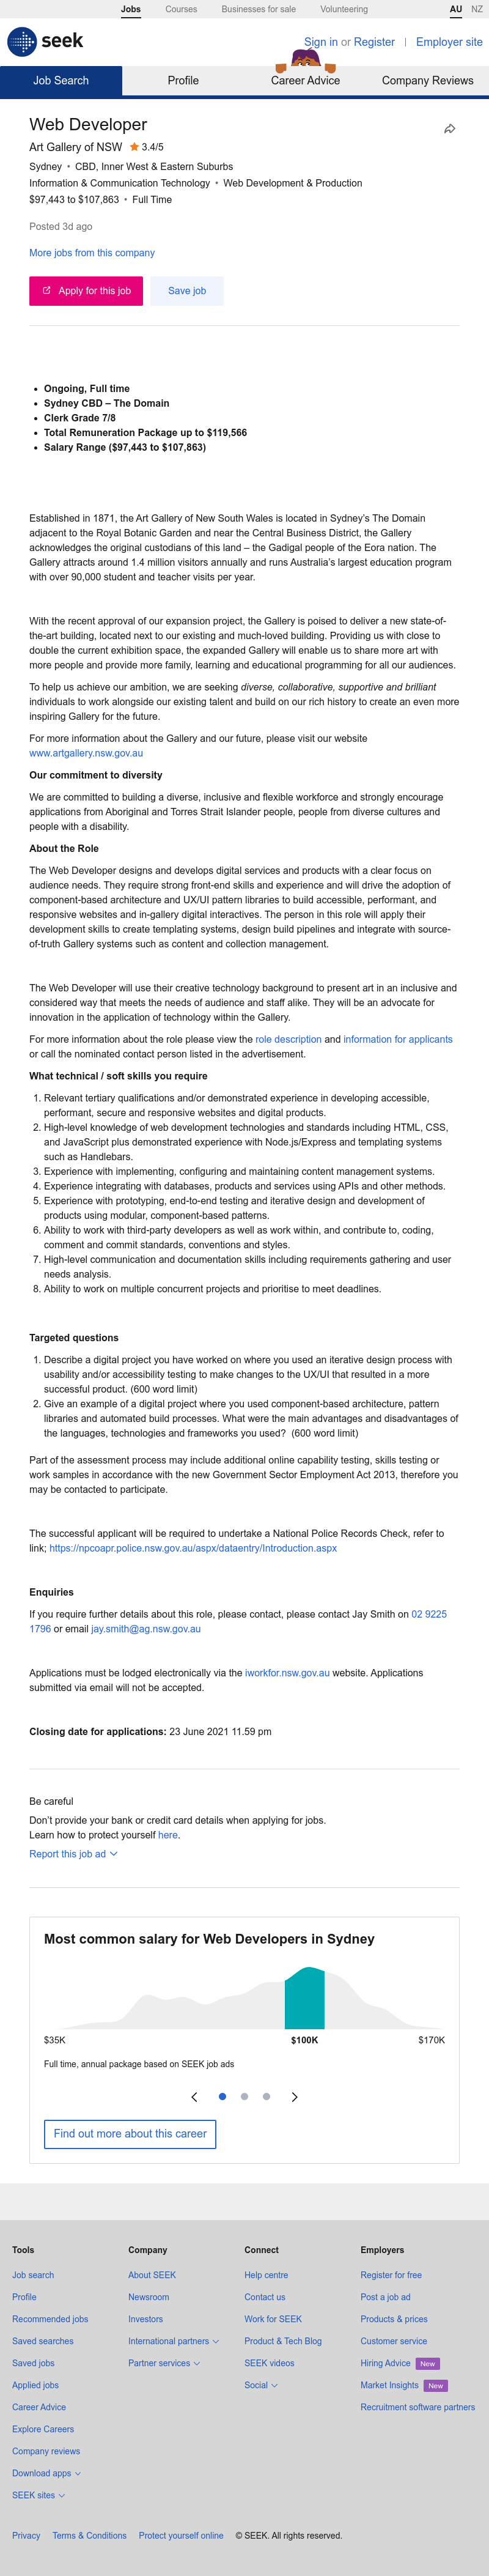 Jobs Courses Businesses for sale Volunteering AU NZ
seek Sign in or Register Employer site
Job Search Profile Career Advice Company Reviews
Web Developer
Art Gallery of NSW 3.4/5
Sydney • CBD, Inner West & Eastern Suburbs
Information & Communication Technology • Web Development & Production
$97,443 to $107,863 • Full Time
Posted 3d ago
More jobs from this company
Apply for this job Save job
• Ongoing, Full time
• Sydney CBD – The Domain
• Clerk Grade 7/8
• Total Remuneration Package up to $119,566
• Salary Range ($97,443 to $107,863)
Established in 1871, the Art Gallery of New South Wales is located in Sydney's The Domain
adjacent to the Royal Botanic Garden and near the Central Business District, the Gallery
acknowledges the original custodians of this land – the Gadigal people of the Eora nation. The
Gallery attracts around 1.4 million visitors annually and runs Australia's largest education program
with over 90,000 student and teacher visits per year.
With the recent approval of our expansion project, the Gallery is poised to deliver a new state-of-
the-art building, located next to our existing and much-loved building. Providing us with close to
double the current exhibition space, the expanded Gallery will enable us to share more art with
more people and provide more family, learning and educational programming for all our audiences.
To help us achieve our ambition, we are seeking diverse, collaborative, supportive and brilliant
individuals to work alongside our existing talent and build on our rich history to create an even more
inspiring Gallery for the future.
For more information about the Gallery and our future, please visit our website
www.artgallery.nsw.gov.au
Our commitment to diversity
We are committed to building a diverse, inclusive and flexible workforce and strongly encourage
applications from Aboriginal and Torres Strait Islander people, people from diverse cultures and
people with a disability.
About the Role
The Web Developer designs and develops digital services and products with a clear focus on
audience needs. They require strong front-end skills and experience and will drive the adoption of
component-based architecture and UX/UI pattern libraries to build accessible, performant, and
responsive websites and in-gallery digital interactives. The person in this role will apply their
development skills to create templating systems, design build pipelines and integrate with source-
of-truth Gallery systems such as content and collection management.
The Web Developer will use their creative technology background to present art in an inclusive and
considered way that meets the needs of audience and staff alike. They will be an advocate for
innovation in the application of technology within the Gallery.
For more information about the role please view the role description and information for applicants
or call the nominated contact person listed in the advertisement.
What technical / soft skills you require
1. Relevant tertiary qualifications and/or demonstrated experience in developing accessible,
performant, secure and responsive websites and digital products.
2. High-level knowledge of web development technologies and standards including HTML, CSS,
and JavaScript plus demonstrated experience with Node.js/Express and templating systems
such as Handlebars.
3. Experience with implementing, configuring and maintaining content management systems.
4. Experience integrating with databases, products and services using APIs and other methods.
5. Experience with prototyping, end-to-end testing and iterative design and development of
products using modular, component-based patterns.
6. Ability to work with third-party developers as well as work within, and contribute to, coding,
comment and commit standards, conventions and styles.
7. High-level communication and documentation skills including requirements gathering and user
needs analysis.
8. Ability to work on multiple concurrent projects and prioritise to meet deadlines.
Targeted questions
1. Describe a digital project you have worked on where you used an iterative design process with
usability and/or accessibility testing to make changes to the UX/UI that resulted in a more
successful product. (600 word limit)
2. Give an example of a digital project where you used component-based architecture, pattern
libraries and automated build processes. What were the main advantages and disadvantages of
the languages, technologies and frameworks you used? (600 word limit)
Part of the assessment process may include additional online capability testing, skills testing or
work samples in accordance with the new Government Sector Employment Act 2013, therefore you
may be contacted to participate.
The successful applicant will be required to undertake a National Police Records Check, refer to
link; https://npcoapr.police.nsw.gov.au/aspx/dataentry/Introduction.aspx
Enquiries
If you require further details about this role, please contact, please contact Jay Smith on 02 9225
1796 or email jay.smith@ag.nsw.gov.au
Applications must be lodged electronically via the iworkfor.nsw.gov.au website. Applications
submitted via email will not be accepted.
Closing date for applications: 23 June 2021 11.59 pm
Be careful
Don't provide your bank or credit card details when applying for jobs.
Learn how to protect yourself here.
Report this job ad
Most common salary for Web Developers in Sydney
$35K $100K $170K
Full time, annual package based on SEEK job ads
Find out more about this career
Tools Company Connect Employers
Job search About SEEK Help centre Register for free
Profile Newsroom Contact us Post a job ad
Recommended jobs Investors Work for SEEK Products & prices
Saved searches International partners Product & Tech Blog Customer service
Saved jobs Partner services SEEK videos Hiring Advice New
Applied jobs Social Market Insights New
Career Advice Recruitment software partners
Explore Careers
Company reviews
Download apps
SEEK sites
Privacy Terms & Conditions Protect yourself online © SEEK. All rights reserved.